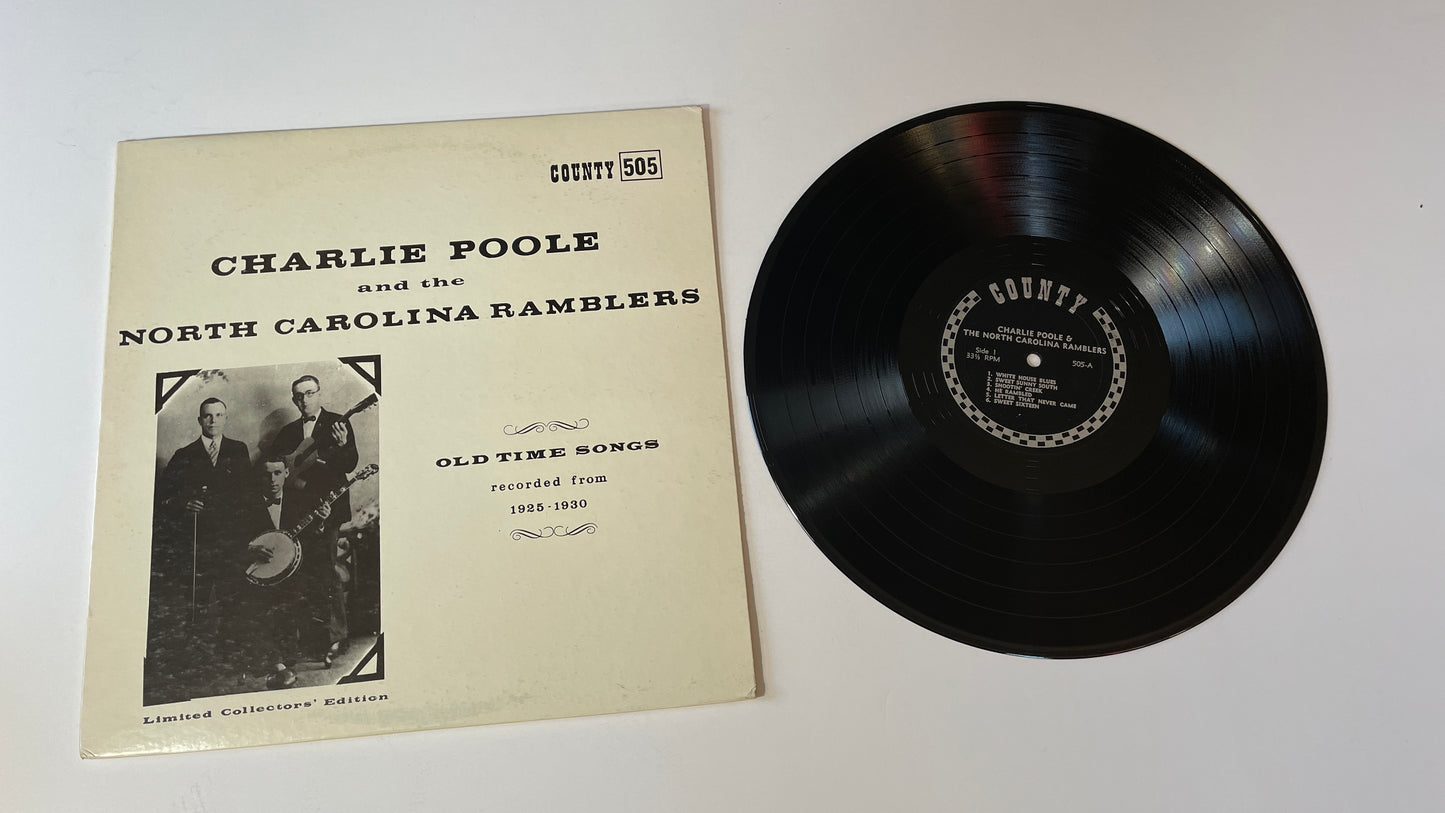 COUNTY 505
CHARLIE POOLE
and the
NORTH CAROLINA RAMBLERS
OLD TIME SONGS
recorded from
1925-1930
Limited Collectors' Edition
COUNTY
CHARLIE POOLE &
THE NORTH CAROLINA RAMBLERS
Side 1
33⅓ RPM
505-A
1. WHITE HOUSE BLUES
2. SWEET SUNNY SOUTH
3. SHOOTIN' CREEK
4. HE RAMBLED
5. LETTER THAT NEVER CAME
6. SWEET SIXTEEN